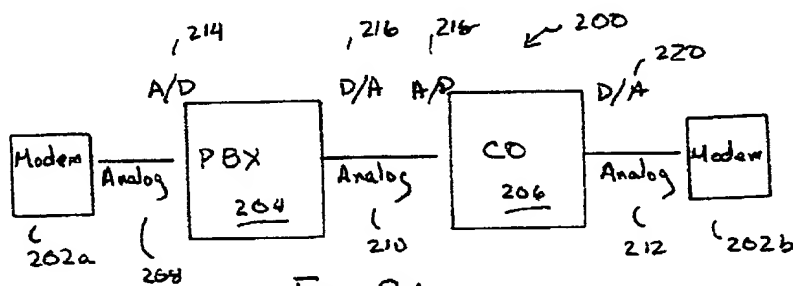 214
216
218
200
A/D
D/A
A/D
D/A
220
Modem
Analog
PBX
204
Analog
CO
206
Analog
Modem
202a
208
210
212
202b